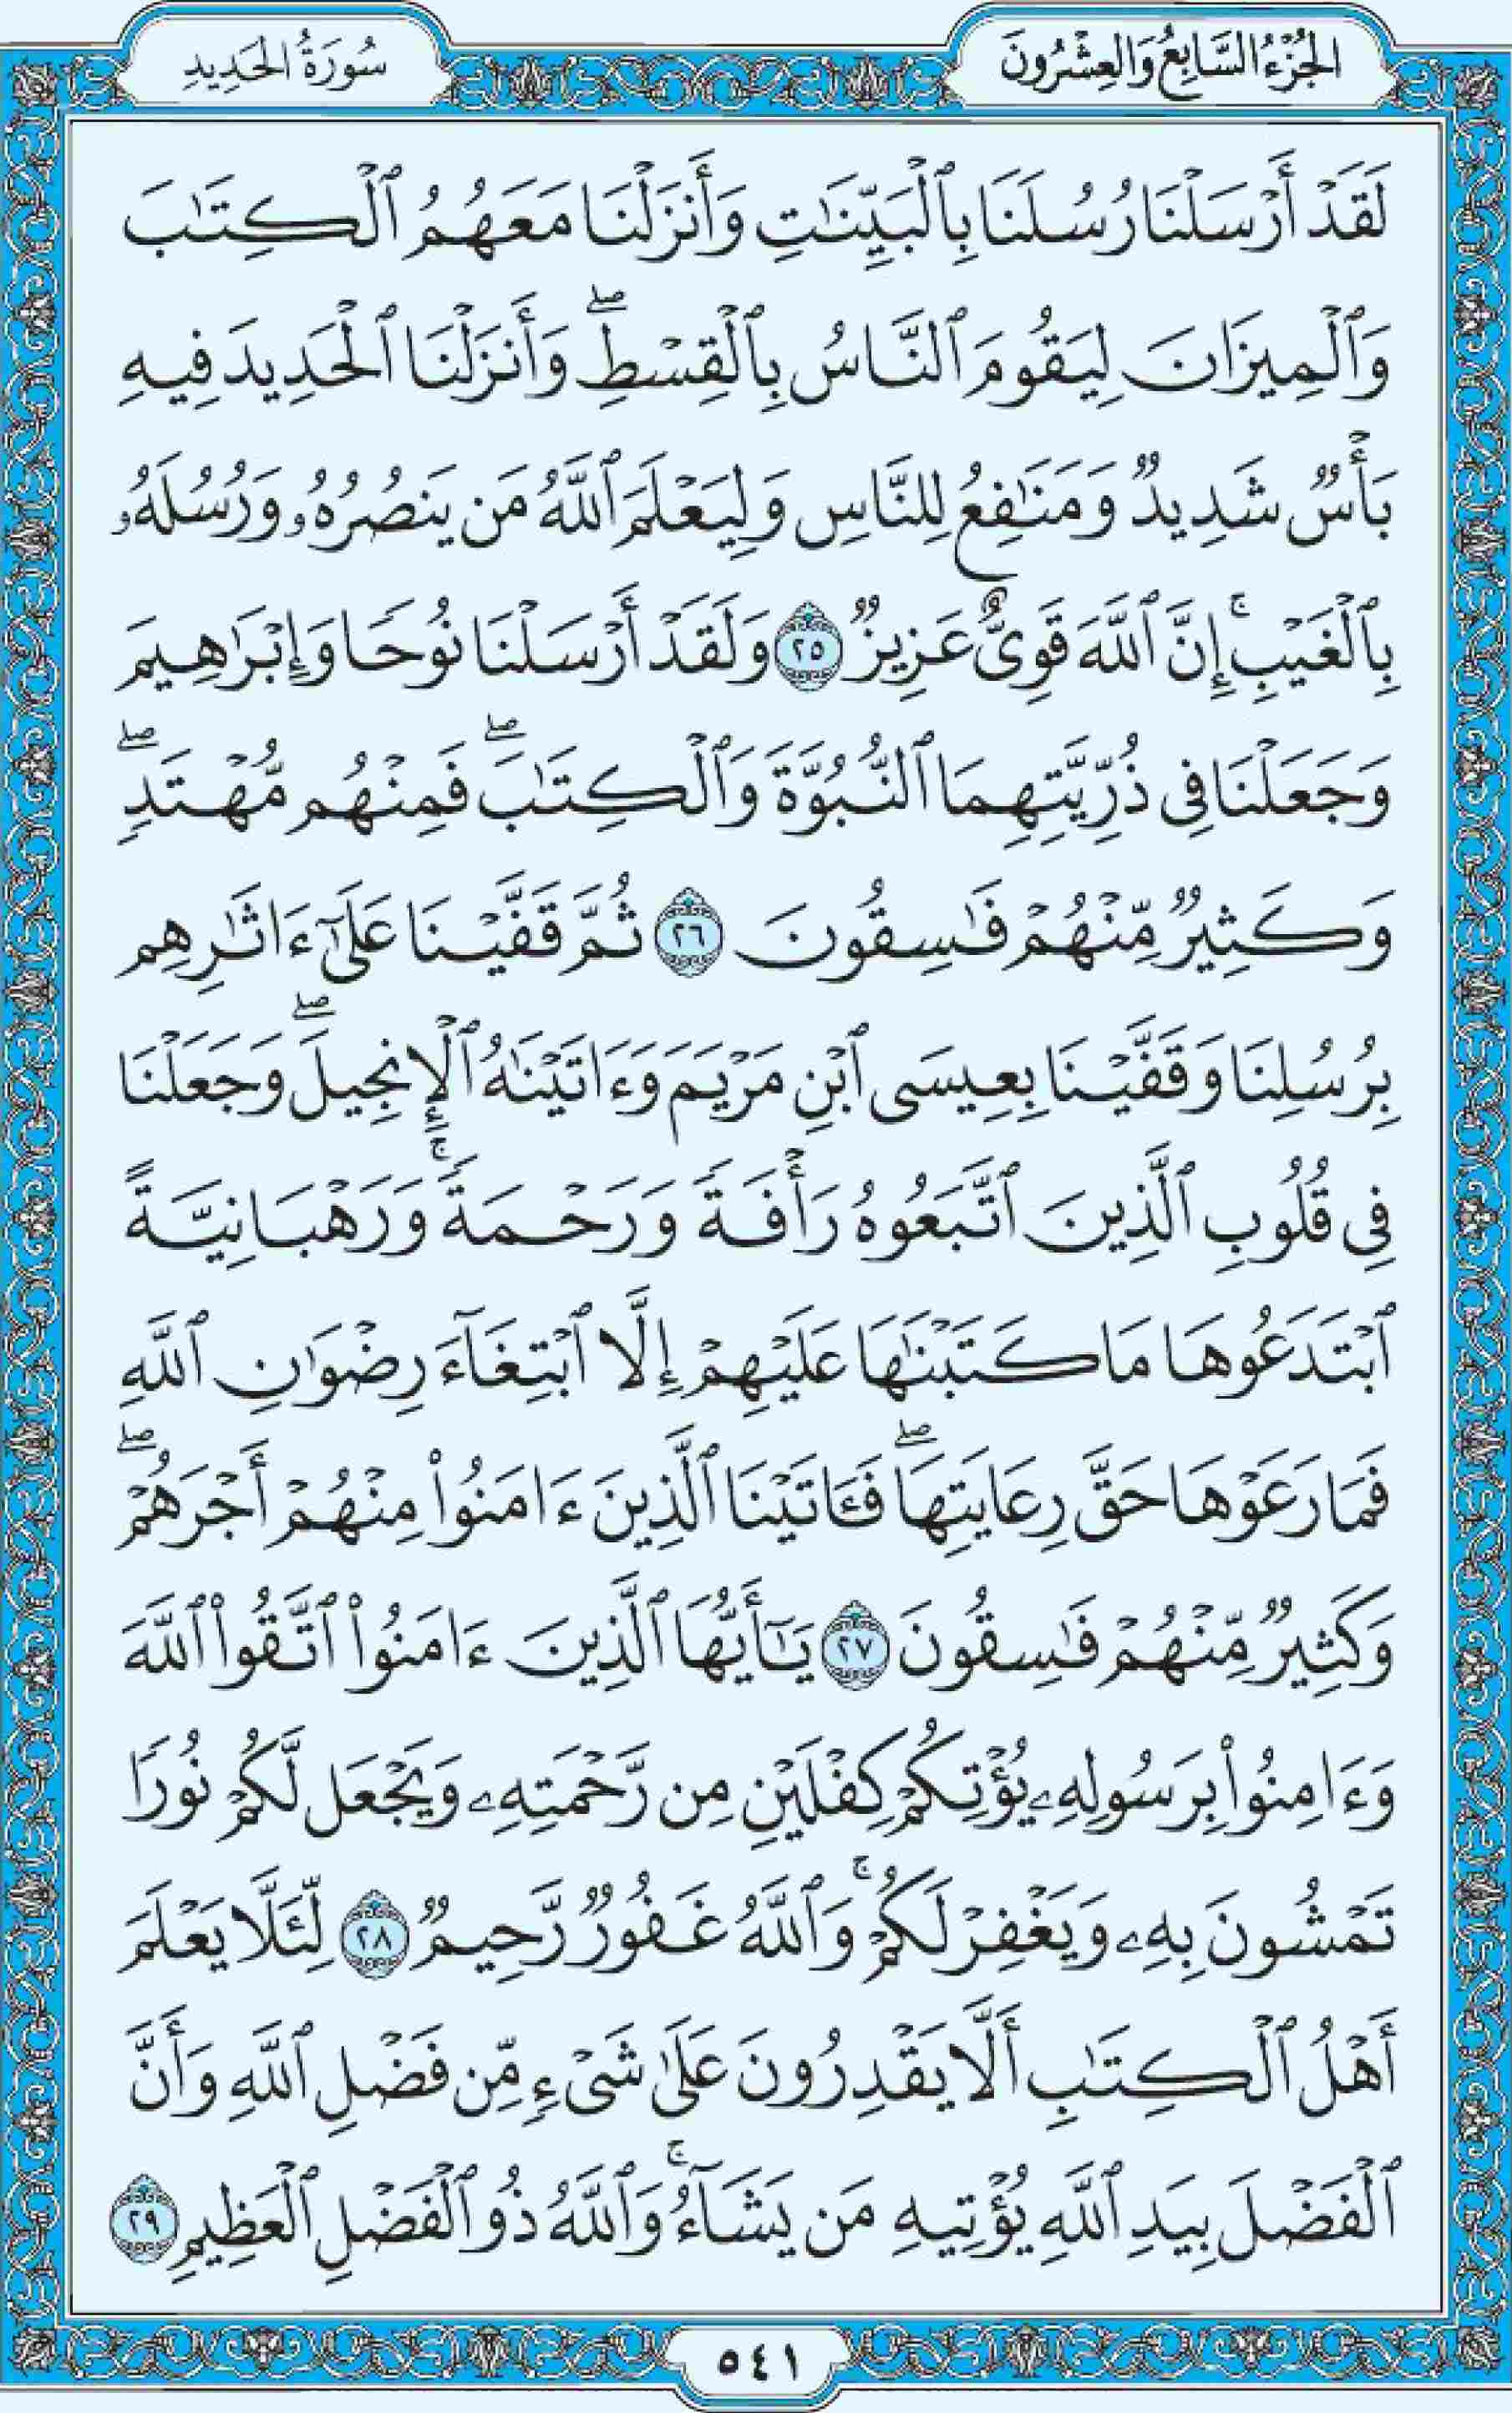 الجُزْءُ السَّابِعُ وَالعِشْرُونَ
سُورَةُ الحَدِيدِ
لَقَدْ أَرْسَلْنَا رُسُلَنَا بِٱلْبَيِّنَٰتِ وَأَنزَلْنَا مَعَهُمُ ٱلْكِتَٰبَ
وَٱلْمِيزَانَ لِيَقُومَ ٱلنَّاسُ بِٱلْقِسْطِۖ وَأَنزَلْنَا ٱلْحَدِيدَ فِيهِ
بَأْسٌ شَدِيدٌ وَمَنَٰفِعُ لِلنَّاسِ وَلِيَعْلَمَ ٱللَّهُ مَن يَنصُرُهُۥ وَرُسُلَهُۥ
بِٱلْغَيْبِۚ إِنَّ ٱللَّهَ قَوِىٌّ عَزِيزٌ ٢٥ وَلَقَدْ أَرْسَلْنَا نُوحًا وَإِبْرَٰهِيمَ
وَجَعَلْنَا فِى ذُرِّيَّتِهِمَا ٱلنُّبُوَّةَ وَٱلْكِتَٰبَۖ فَمِنْهُم مُّهْتَدٍۖ
وَكَثِيرٌ مِّنْهُمْ فَٰسِقُونَ ٢٦ ثُمَّ قَفَّيْنَا عَلَىٰٓ ءَاثَٰرِهِم
بِرُسُلِنَا وَقَفَّيْنَا بِعِيسَى ٱبْنِ مَرْيَمَ وَءَاتَيْنَٰهُ ٱلْإِنجِيلَۖ وَجَعَلْنَا
فِى قُلُوبِ ٱلَّذِينَ ٱتَّبَعُوهُ رَأْفَةً وَرَحْمَةًۚ وَرَهْبَانِيَّةً
ٱبْتَدَعُوهَا مَا كَتَبْنَٰهَا عَلَيْهِمْ إِلَّا ٱبْتِغَآءَ رِضْوَٰنِ ٱللَّهِ
فَمَا رَعَوْهَا حَقَّ رِعَايَتِهَاۖ فَـَٔاتَيْنَا ٱلَّذِينَ ءَامَنُوا۟ مِنْهُمْ أَجْرَهُمْۖ
وَكَثِيرٌ مِّنْهُمْ فَٰسِقُونَ ٢٧ يَٰٓأَيُّهَا ٱلَّذِينَ ءَامَنُوا۟ ٱتَّقُوا۟ ٱللَّهَ
وَءَامِنُوا۟ بِرَسُولِهِۦ يُؤْتِكُمْ كِفْلَيْنِ مِن رَّحْمَتِهِۦ وَيَجْعَل لَّكُمْ نُورًا
تَمْشُونَ بِهِۦ وَيَغْفِرْ لَكُمْۚ وَٱللَّهُ غَفُورٌ رَّحِيمٌ ٢٨ لِّئَلَّا يَعْلَمَ
أَهْلُ ٱلْكِتَٰبِ أَلَّا يَقْدِرُونَ عَلَىٰ شَىْءٍ مِّن فَضْلِ ٱللَّهِ وَأَنَّ
ٱلْفَضْلَ بِيَدِ ٱللَّهِ يُؤْتِيهِ مَن يَشَآءُۚ وَٱللَّهُ ذُو ٱلْفَضْلِ ٱلْعَظِيمِ ٢٩
٥٤١